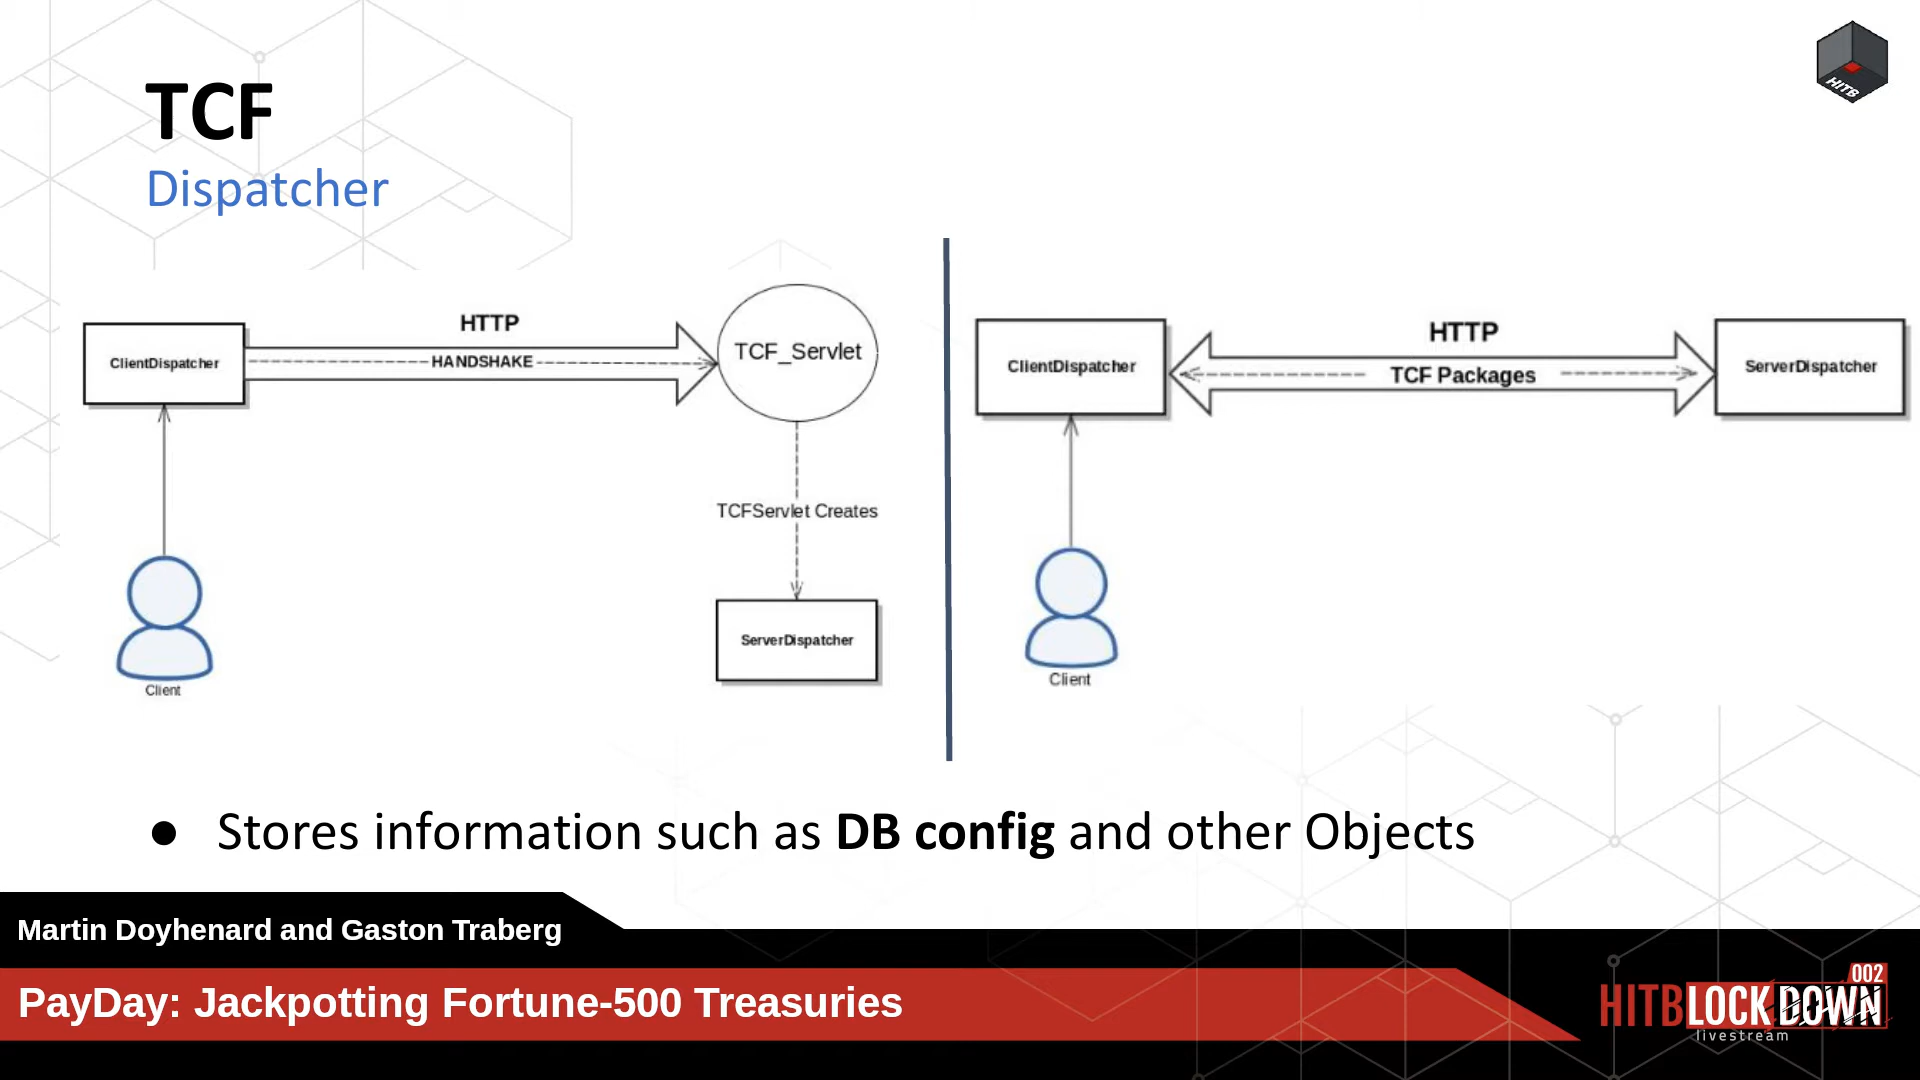 HITB
TCF
Dispatcher
HTTP
ClientDispatcher
HANDSHAKE
TCF_Servlet
TCFServlet Creates
ServerDispatcher
Client
HTTP
ClientDispatcher
TCF Packages
ServerDispatcher
Client
● Stores information such as DB config and other Objects
Martin Doyhenard and Gaston Traberg
PayDay: Jackpotting Fortune-500 Treasuries
002
HITBLOCKDOWN
livestream